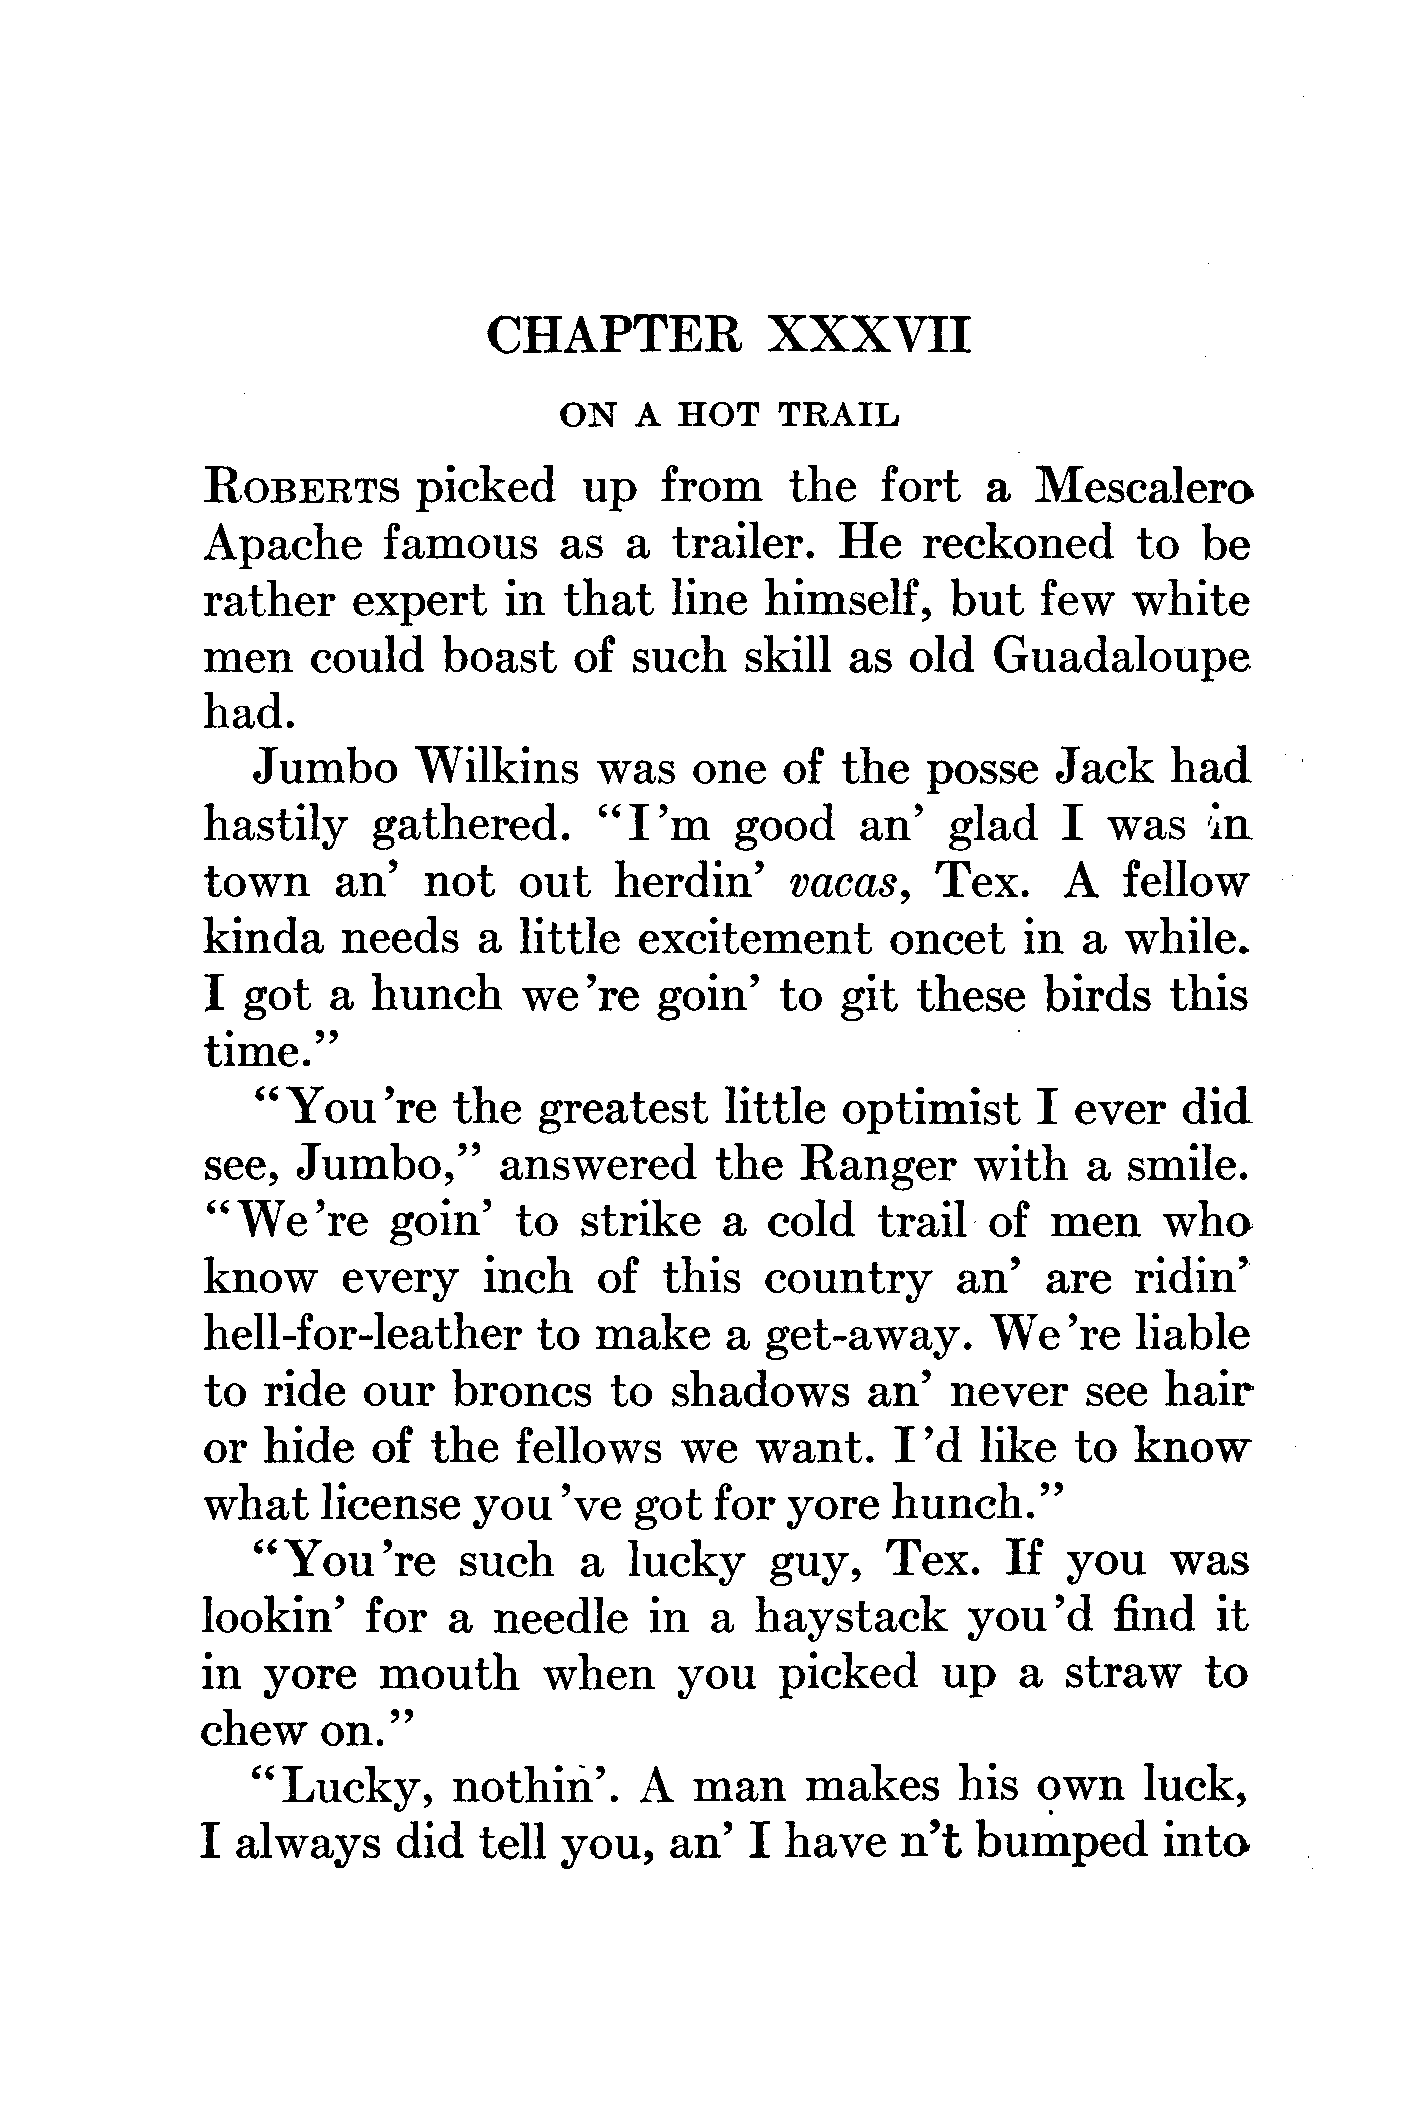 CHAPTER XXXVII
ON A HOT TRAIL
ROBERTS picked up from the fort a Mescalero
Apache famous as a trailer. He reckoned to be
rather expert in that line himself, but few white
men could boast of such skill as old Guadaloupe
had.
Jumbo Wilkins was one of the posse Jack had
hastily gathered. “I’m good an’ glad I was in
town an’ not out herdin’ vacas, Tex. A fellow
kinda needs a little excitement oncet in a while.
I got a hunch we’re goin’ to git these birds this
time.”
“You’re the greatest little optimist I ever did
see, Jumbo,” answered the Ranger with a smile.
“We’re goin’ to strike a cold trail of men who
know every inch of this country an’ are ridin’
hell-for-leather to make a get-away. We’re liable
to ride our broncs to shadows an’ never see hair
or hide of the fellows we want. I’d like to know
what license you’ve got for yore hunch.”
“You’re such a lucky guy, Tex. If you was
lookin’ for a needle in a haystack you’d find it
in yore mouth when you picked up a straw to
chew on.”
“Lucky, nothin’. A man makes his own luck,
I always did tell you, an’ I have n’t bumped into